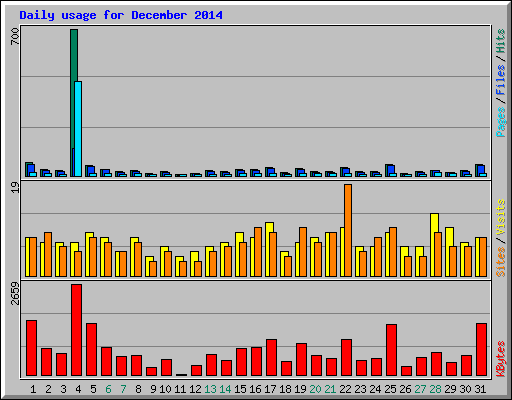 Daily usage for December 2014
700
Pages / Files / Hits
19
Sites / Visits
2659
KBytes
1 2 3 4 5 6 7 8 9 10 11 12 13 14 15 16 17 18 19 20 21 22 23 24 25 26 27 28 29 30 31